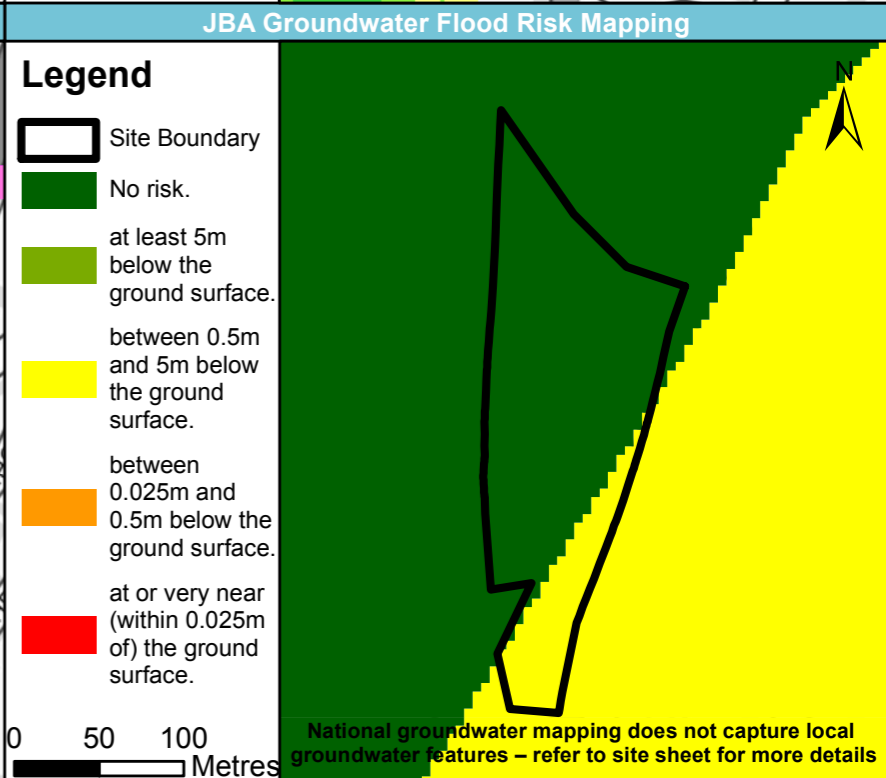 JBA Groundwater Flood Risk Mapping
Legend
Site Boundary
No risk.
at least 5m
below the
ground surface.
between 0.5m
and 5m below
the ground
surface.
between
0.025m and
0.5m below the
ground surface.
at or very near
(within 0.025m
of) the ground
surface.
0 50 100
Metres
N
National groundwater mapping does not capture local
groundwater features – refer to site sheet for more details